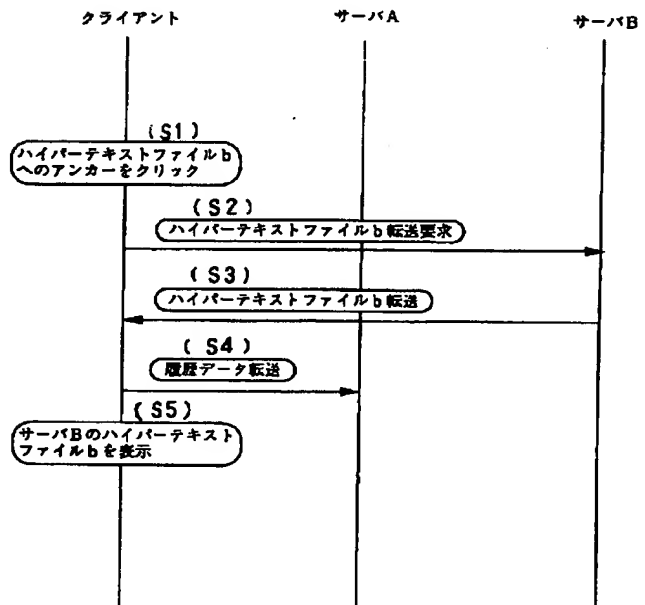 クライアント
サーバA
サーバB
(S1)
ハイパーテキストファイルb
へのアンカーをクリック
(S2)
ハイパーテキストファイルb転送要求
(S3)
ハイパーテキストファイルb転送
(S4)
履歴データ転送
(S5)
サーバBのハイパーテキスト
ファイルbを表示